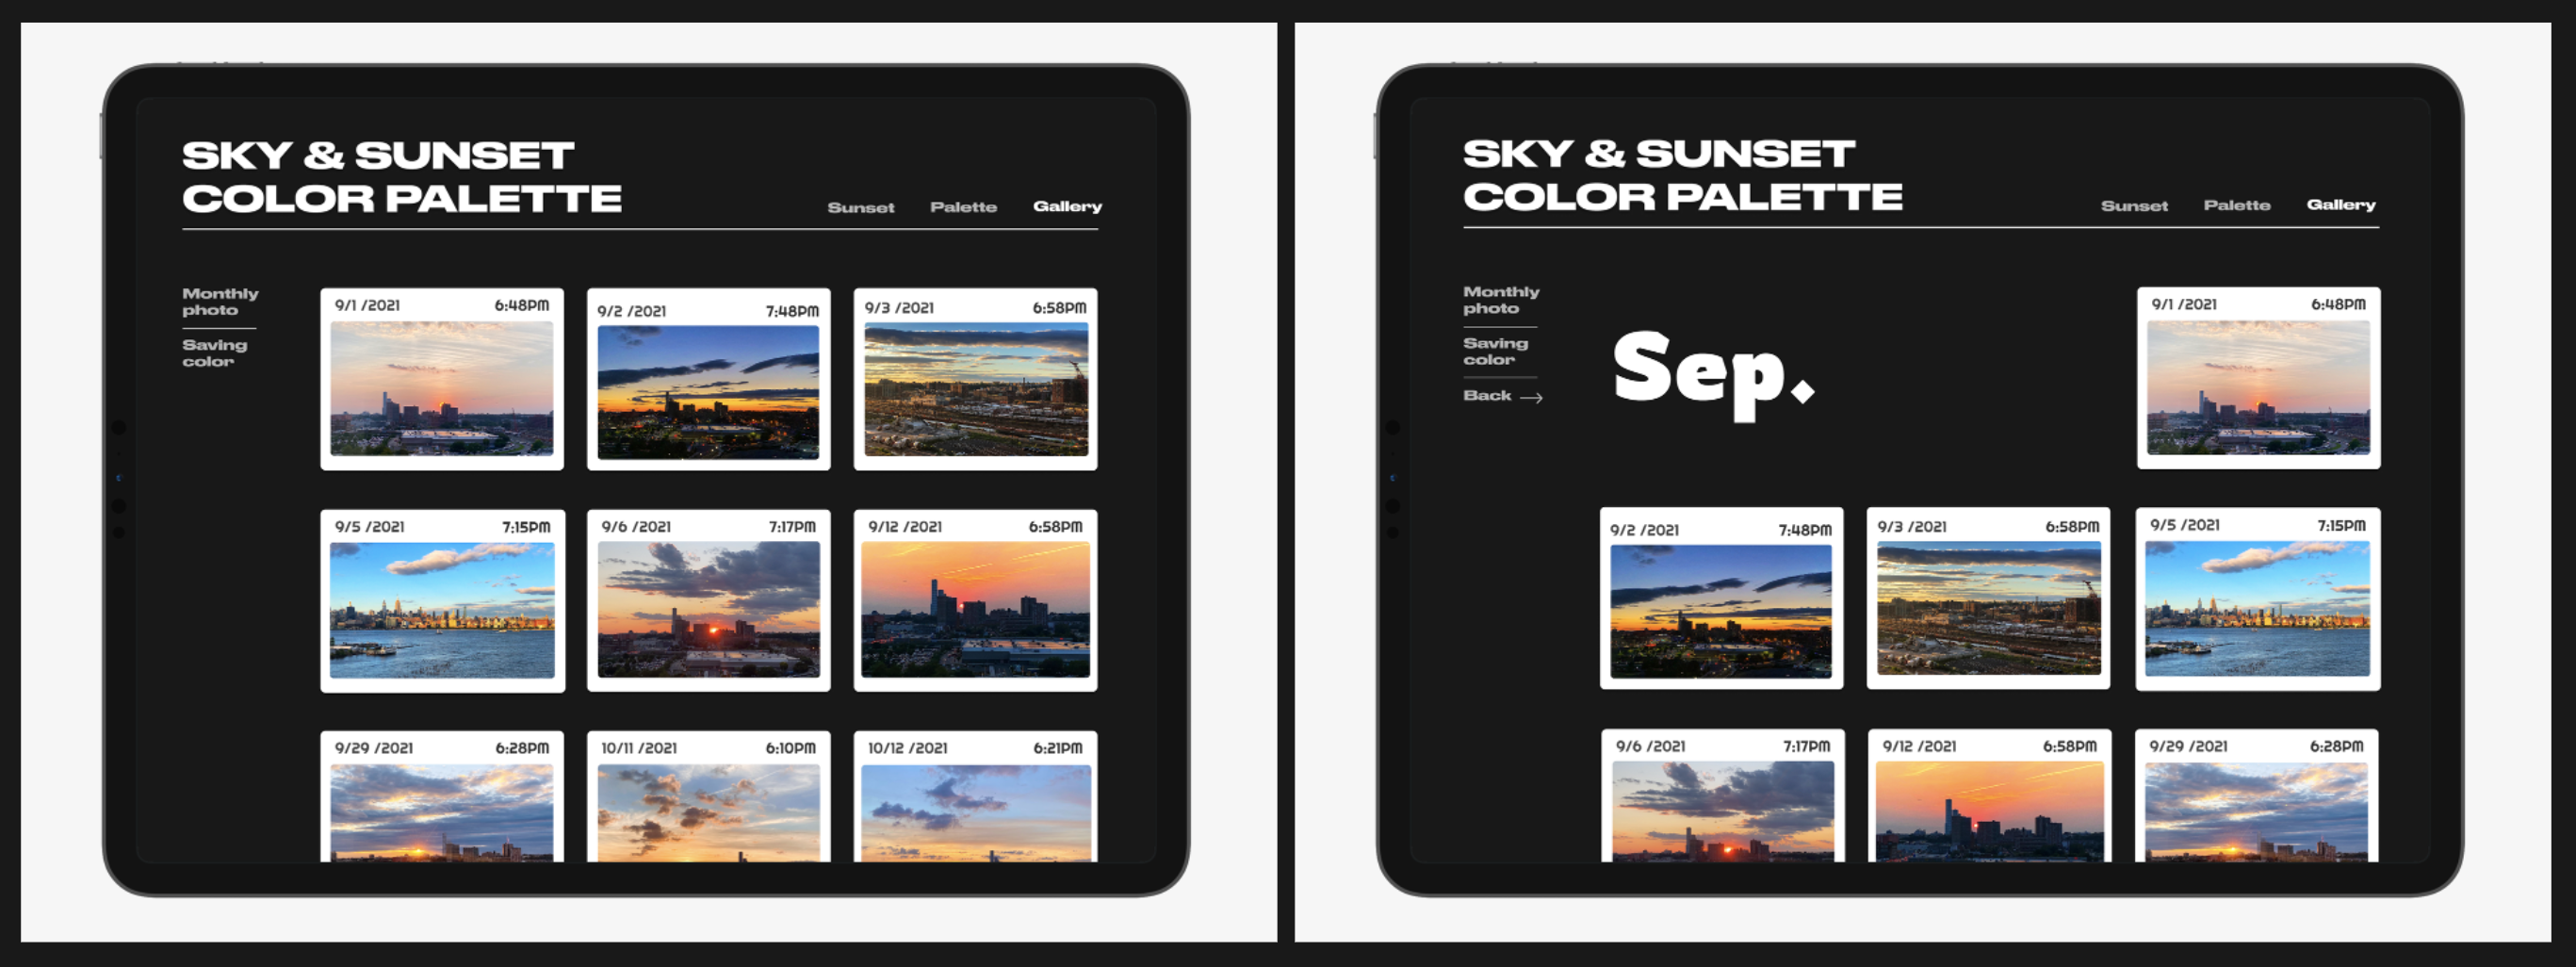 SKY & SUNSET
COLOR PALETTE
Sunset Palette Gallery
Monthly
photo
Saving
color
9/1 /2021 6:48PM
9/2 /2021 7:48PM
9/3 /2021 6:58PM
9/5 /2021 7:15PM
9/6 /2021 7:17PM
9/12 /2021 6:58PM
9/29 /2021 6:28PM
10/11 /2021 6:10PM
10/12 /2021 6:21PM
SKY & SUNSET
COLOR PALETTE
Sunset Palette Gallery
Monthly
photo
Saving
color
Back →
Sep.
9/1 /2021 6:48PM
9/2 /2021 7:48PM
9/3 /2021 6:58PM
9/5 /2021 7:15PM
9/6 /2021 7:17PM
9/12 /2021 6:58PM
9/29 /2021 6:28PM